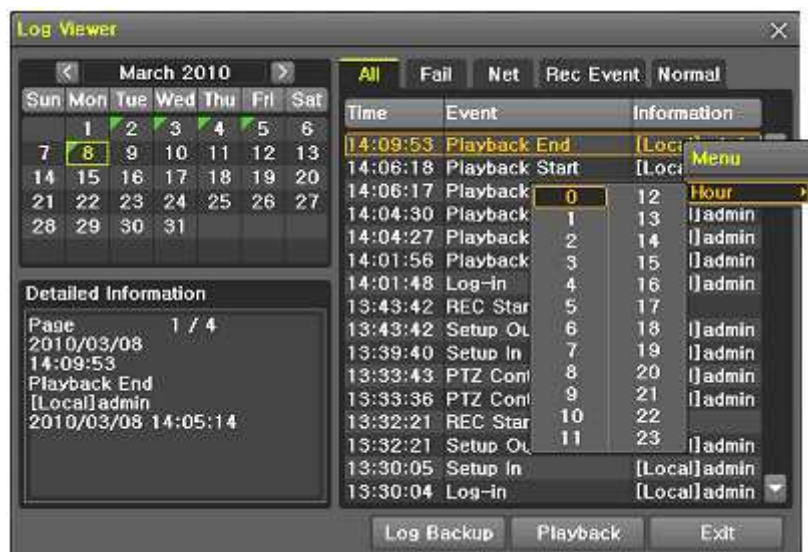 Log Viewer
March 2010
Sun Mon Tue Wed Thu Fri Sat
1 2 3 4 5 6
7 8 9 10 11 12 13
14 15 16 17 18 19 20
21 22 23 24 25 26 27
28 29 30 31
Detailed Information
Page 1 / 4
2010/03/08
14:09:53
Playback End
[Local]admin
2010/03/08 14:05:14
All Fail Net Rec Event Normal
Time Event Information
14:09:53 Playback End
14:06:18 Playback Start
14:06:17 Playback
14:04:30 Playback l]admin
14:04:27 Playback l]admin
14:01:56 Playback l]admin
14:01:48 Log-in l]admin
13:43:42 REC Star
13:43:42 Setup Ou l]admin
13:39:40 Setup In l]admin
13:33:43 PTZ Cont l]admin
13:33:36 PTZ Cont l]admin
13:32:21 REC Star
13:32:21 Setup Ou l]admin
13:30:05 Setup In [Local]admin
13:30:04 Log-in [Local]admin
Menu
Hour
0 12
1 13
2 14
3 15
4 16
5 17
6 18
7 19
8 20
9 21
10 22
11 23
Log Backup Playback Exit